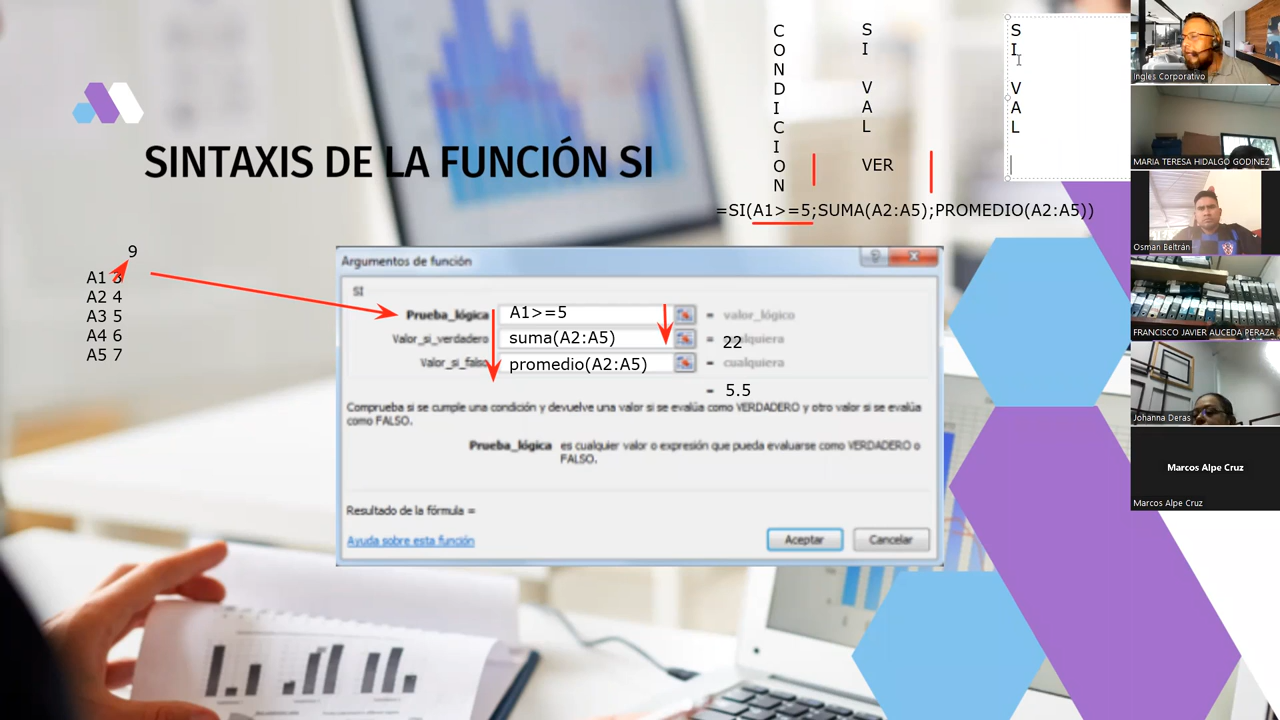 SINTAXIS DE LA FUNCIÓN SI
CONDICION
SI VAL VER
SI VAL
=SI(A1>=5;SUMA(A2:A5);PROMEDIO(A2:A5))
9
A1 3
A2 4
A3 5
A4 6
A5 7
Argumentos de función
SI
Prueba_lógica A1>=5 = valor_lógico
Valor_si_verdadero suma(A2:A5) = 22 cualquiera
Valor_si_falso promedio(A2:A5) = cualquiera
= 5.5
Comprueba si se cumple una condición y devuelve una valor si se evalúa como VERDADERO y otro valor si se evalúa
como FALSO.
Prueba_lógica es cualquier valor o expresión que pueda evaluarse como VERDADERO o
FALSO.
Resultado de la fórmula =
Ayuda sobre esta función
Aceptar
Cancelar
Ingles Corporativo
MARIA TERESA HIDALGO GODINEZ
Osman Beltrán
FRANCISCO JAVIER AUCEDA PERAZA
Johanna Deras
Marcos Alpe Cruz
Marcos Alpe Cruz